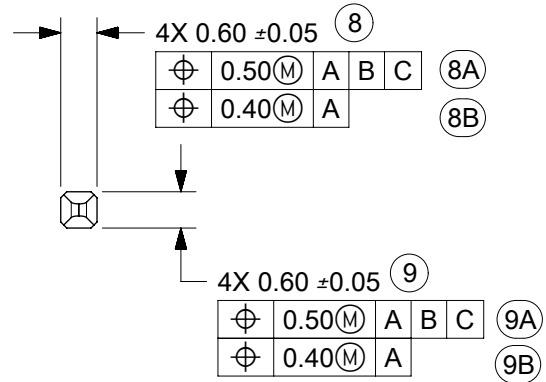 4X 0.60 ±0.05 8
⌖ 0.50Ⓜ A B C 8A
⌖ 0.40Ⓜ A 8B
4X 0.60 ±0.05 9
⌖ 0.50Ⓜ A B C 9A
⌖ 0.40Ⓜ A 9B